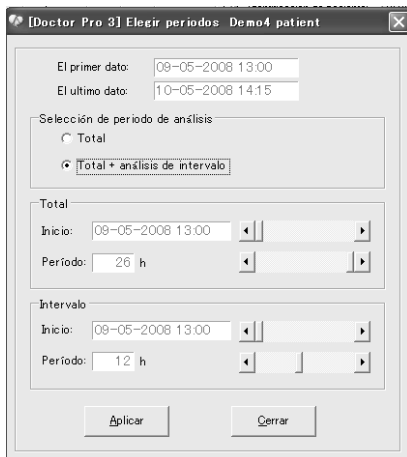 [Doctor Pro 3] Elegir periodos Demo4 patient
El primer dato: 09-05-2008 13:00
El ultimo dato: 10-05-2008 14:15
Selección de periodo de análisis
Total
Total + análisis de intervalo
Total
Inicio: 09-05-2008 13:00
Período: 26 h
Intervalo
Inicio: 09-05-2008 13:00
Período: 12 h
Aplicar Cerrar